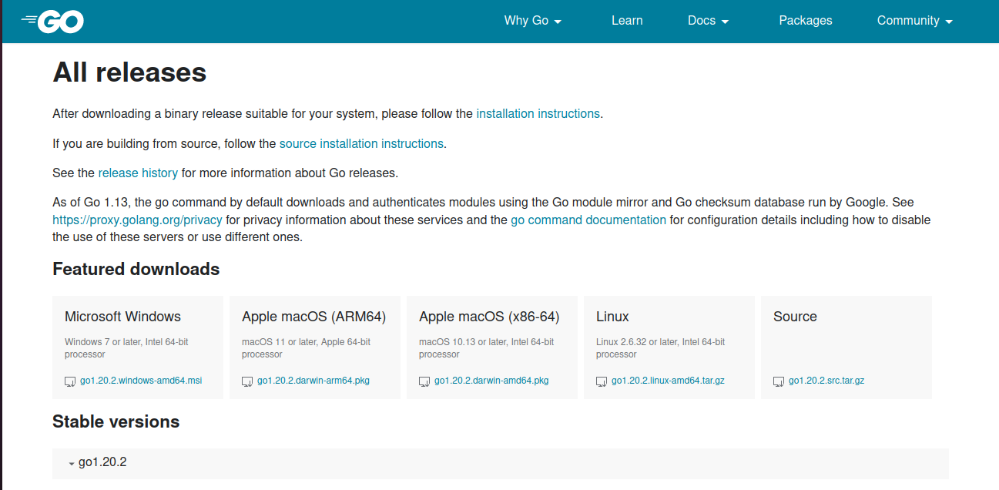 GO
Why Go
Learn
Docs
Packages
Community
All releases
After downloading a binary release suitable for your system, please follow the installation instructions.
If you are building from source, follow the source installation instructions.
See the release history for more information about Go releases.
As of Go 1.13, the go command by default downloads and authenticates modules using the Go module mirror and Go checksum database run by Google. See
https://proxy.golang.org/privacy for privacy information about these services and the go command documentation for configuration details including how to disable
the use of these servers or use different ones.
Featured downloads
Microsoft Windows
Windows 7 or later, Intel 64-bit
processor
go1.20.2.windows-amd64.msi
Apple macOS (ARM64)
macOS 11 or later, Apple 64-bit
processor
go1.20.2.darwin-arm64.pkg
Apple macOS (x86-64)
macOS 10.13 or later, Intel 64-bit
processor
go1.20.2.darwin-amd64.pkg
Linux
Linux 2.6.32 or later, Intel 64-bit
processor
go1.20.2.linux-amd64.tar.gz
Source
go1.20.2.src.tar.gz
Stable versions
go1.20.2